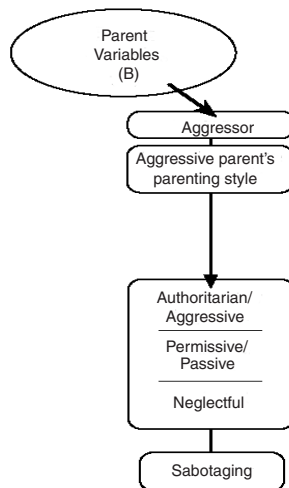 Parent
Variables
(B)
Aggressor
Aggressive parent's
parenting style
Authoritarian/
Aggressive
Permissive/
Passive
Neglectful
Sabotaging